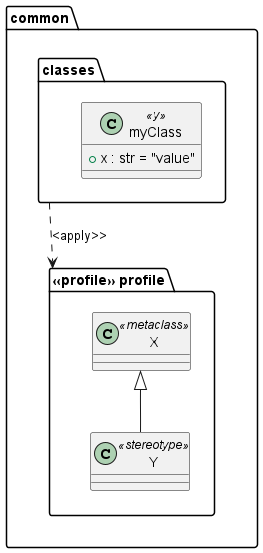 common
classes
C
«y»
myClass
x : str = "value"
<apply>>
«profile» profile
C
«metaclass»
X
C
«stereotype»
Y